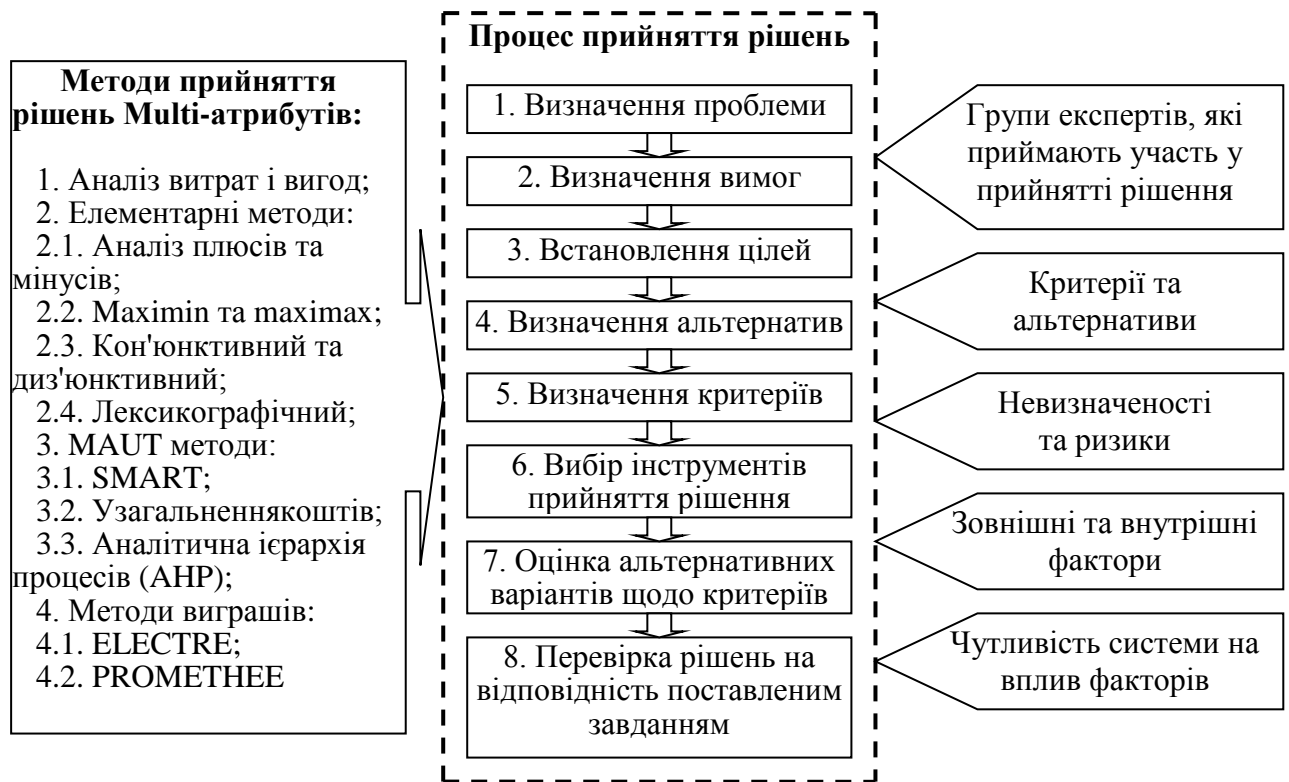 Методи прийняття
рішень Multi-атрибутів:
1. Аналіз витрат і вигод;
2. Елементарні методи:
2.1. Аналіз плюсів та
мінусів;
2.2. Maximin та maximax;
2.3. Кон'юнктивний та
диз'юнктивний;
2.4. Лексикографічний;
3. MAUT методи:
3.1. SMART;
3.2. Узагальненнякоштів;
3.3. Аналітична ієрархія
процесів (AHP);
4. Методи виграшів:
4.1. ELECTRE;
4.2. PROMETHEE
Процес прийняття рішень
1. Визначення проблеми
2. Визначення вимог
3. Встановлення цілей
4. Визначення альтернатив
5. Визначення критеріїв
6. Вибір інструментів
прийняття рішення
7. Оцінка альтернативних
варіантів щодо критеріїв
8. Перевірка рішень на
відповідність поставленим
завданням
Групи експертів, які
приймають участь у
прийнятті рішення
Критерії та
альтернативи
Невизначеності
та ризики
Зовнішні та внутрішні
фактори
Чутливість системи на
вплив факторів